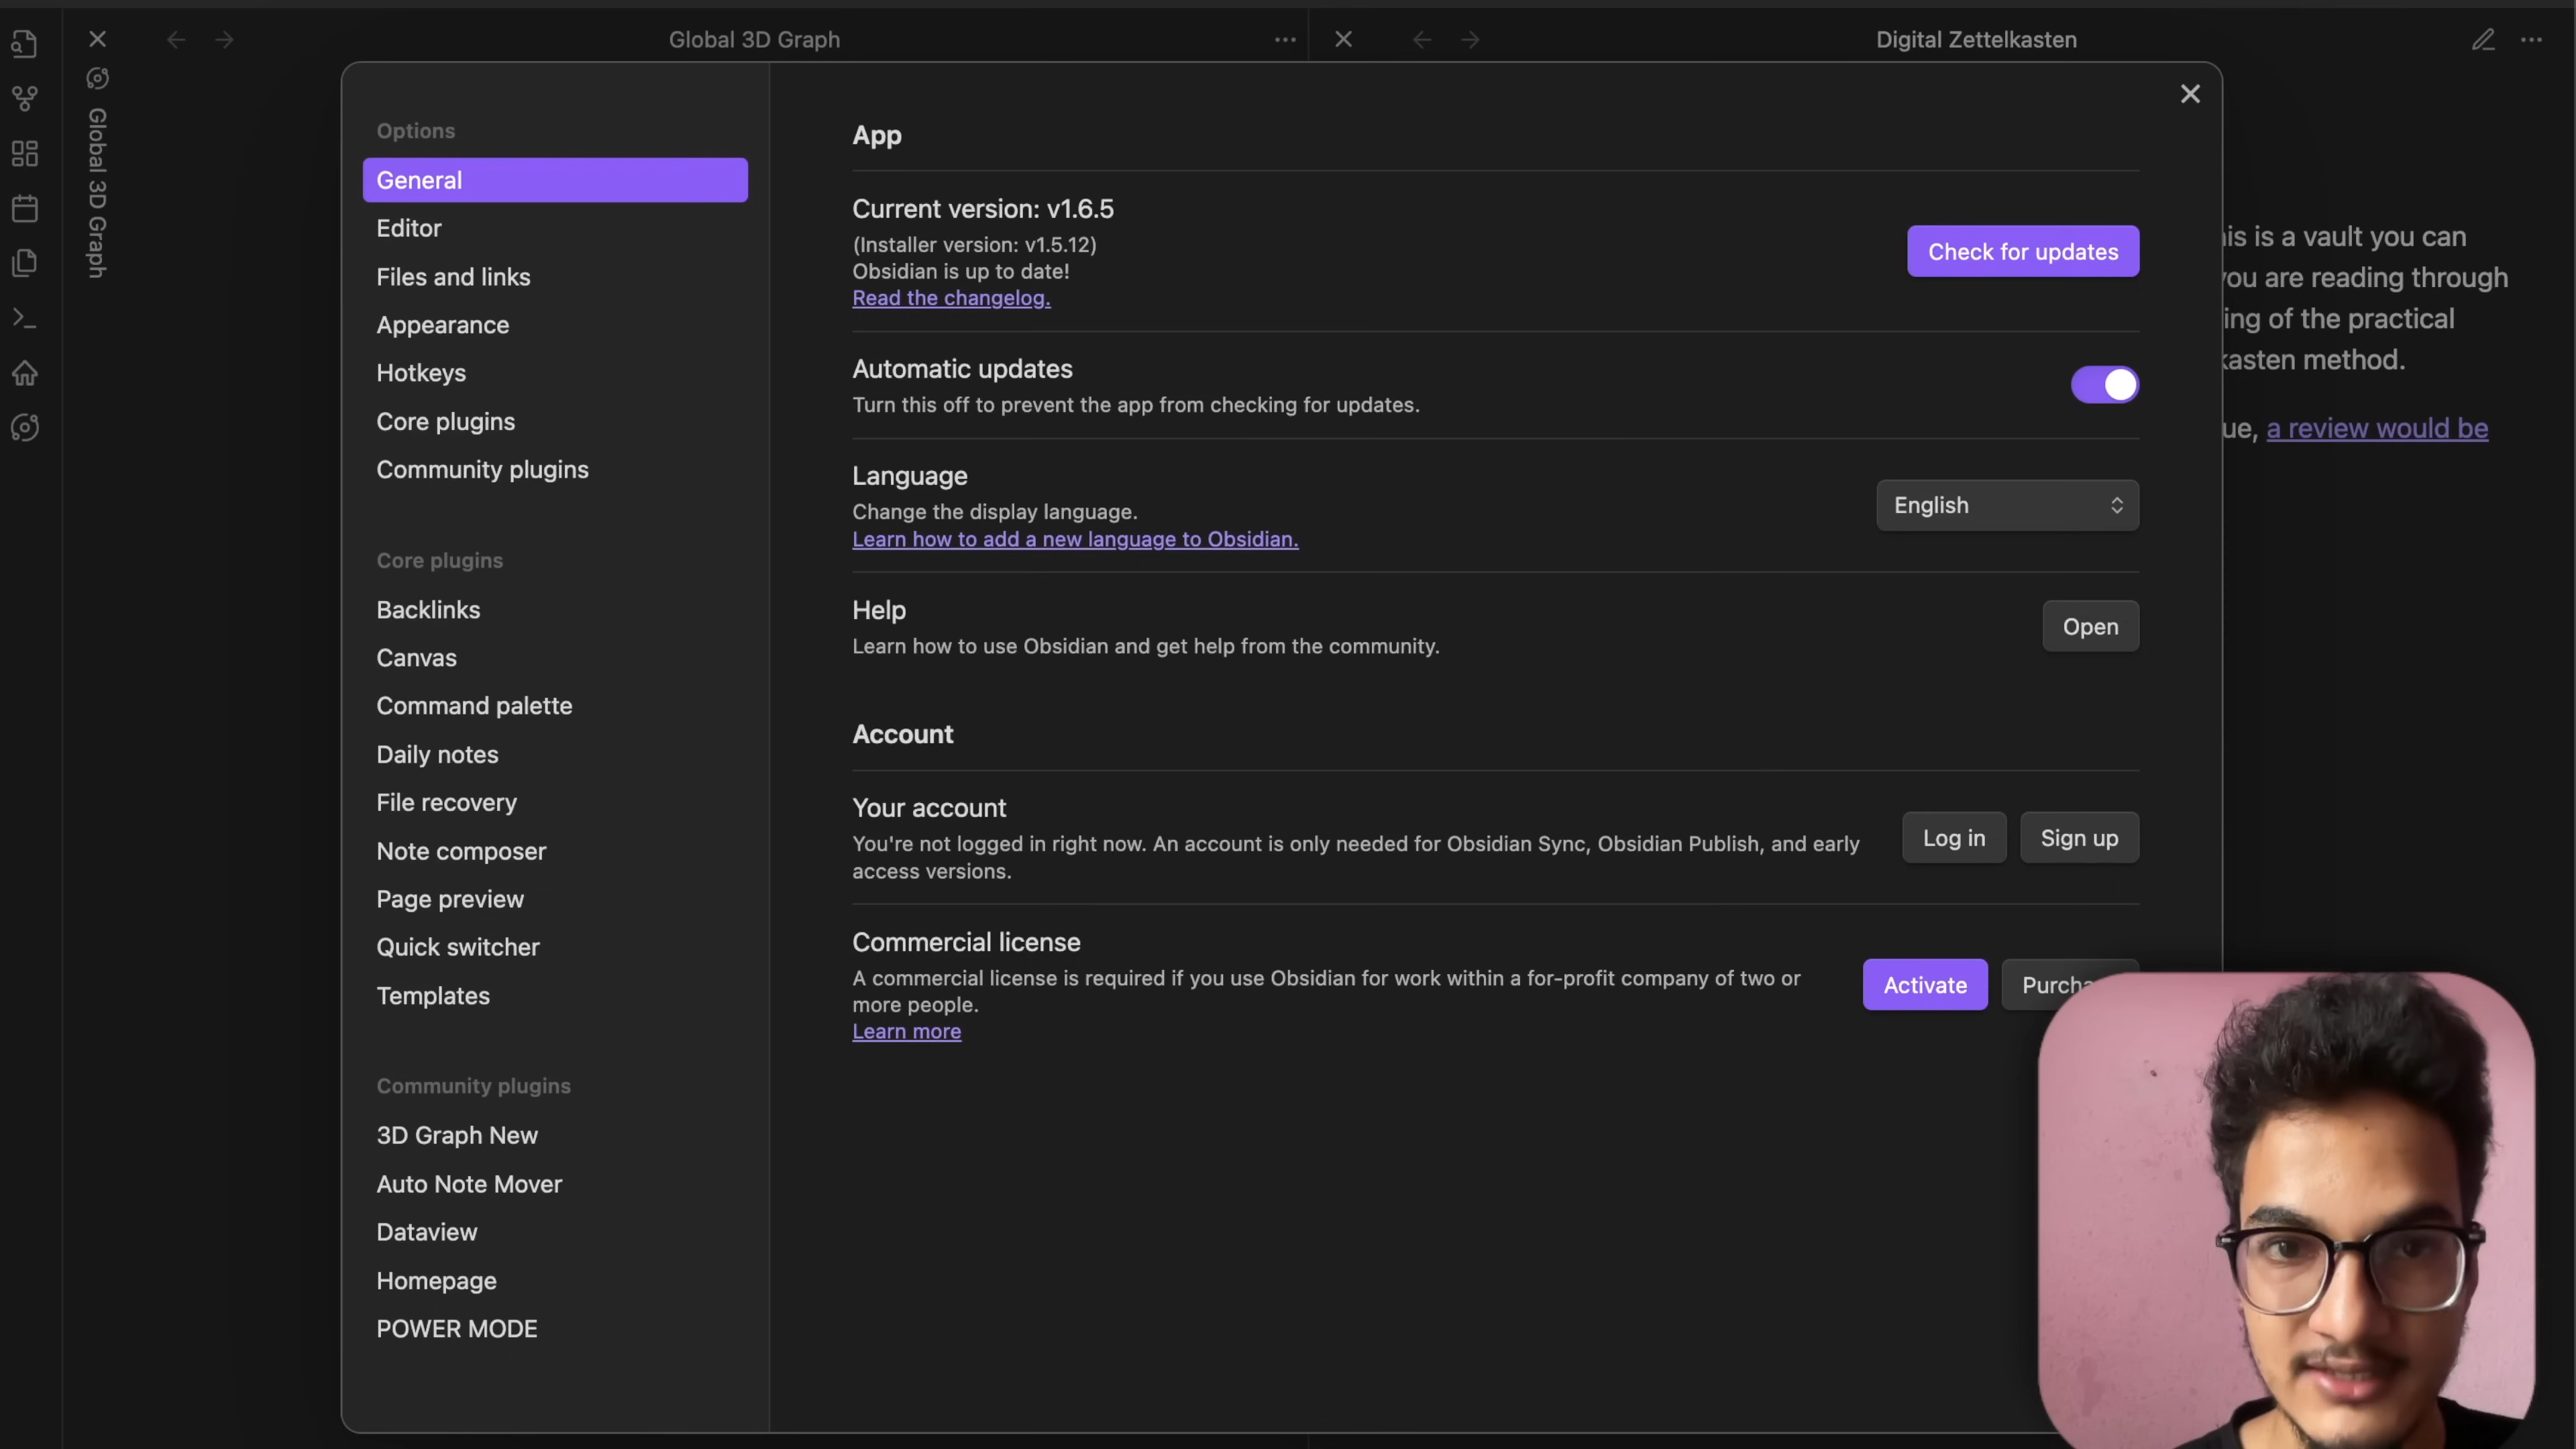 Global 3D Graph
Digital Zettelkasten
Global 3D Graph
Options
General
Editor
Files and links
Appearance
Hotkeys
Core plugins
Community plugins
Core plugins
Backlinks
Canvas
Command palette
Daily notes
File recovery
Note composer
Page preview
Quick switcher
Templates
Community plugins
3D Graph New
Auto Note Mover
Dataview
Homepage
POWER MODE
App
Current version: v1.6.5
(Installer version: v1.5.12)
Obsidian is up to date!
Read the changelog.
Check for updates
Automatic updates
Turn this off to prevent the app from checking for updates.
Language
Change the display language.
Learn how to add a new language to Obsidian.
English
Help
Learn how to use Obsidian and get help from the community.
Open
Account
Your account
You're not logged in right now. An account is only needed for Obsidian Sync, Obsidian Publish, and early
access versions.
Log in
Sign up
Commercial license
A commercial license is required if you use Obsidian for work within a for-profit company of two or
more people.
Learn more
Activate
is a vault you can
you are reading through
of the practical
method.
a review would be